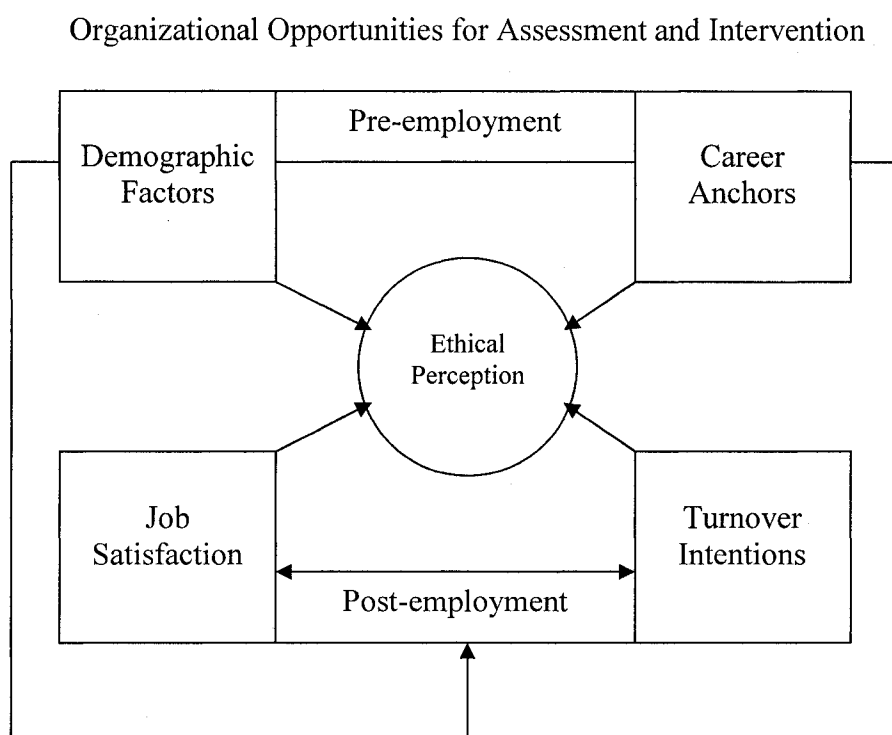 Organizational Opportunities for Assessment and Intervention
Pre-employment
Demographic
Factors
Career
Anchors
Ethical
Perception
Job
Satisfaction
Turnover
Intentions
Post-employment